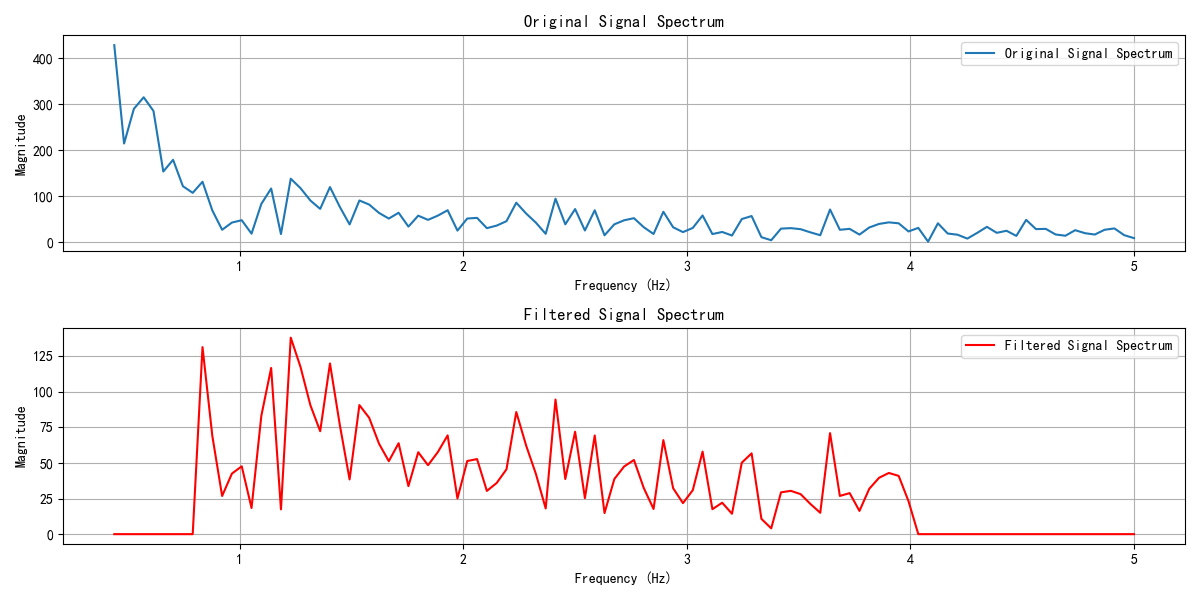 Original Signal Spectrum
400
300
200
100
0
Magnitude
Original Signal Spectrum
1 2 3 4 5
Frequency (Hz)
Filtered Signal Spectrum
125
100
75
50
25
0
Magnitude
Filtered Signal Spectrum
1 2 3 4 5
Frequency (Hz)